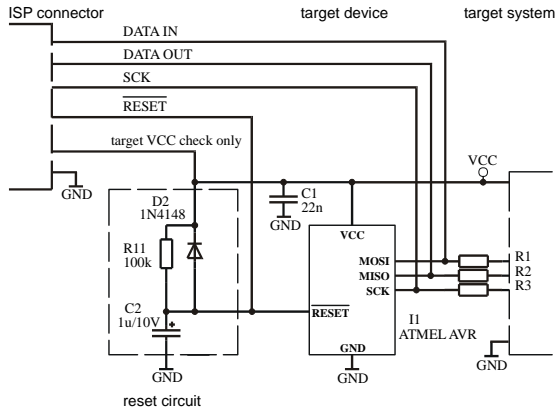 ISP connector
target device
target system
DATA IN
DATA OUT
SCK
RESET
target VCC check only
VCC
GND
D2
1N4148
C1
22n
GND
R11
100k
VCC
MOSI
MISO
SCK
R1
R2
R3
C2
1u/10V
+
RESET
I1
ATMEL AVR
GND
GND
GND
GND
reset circuit